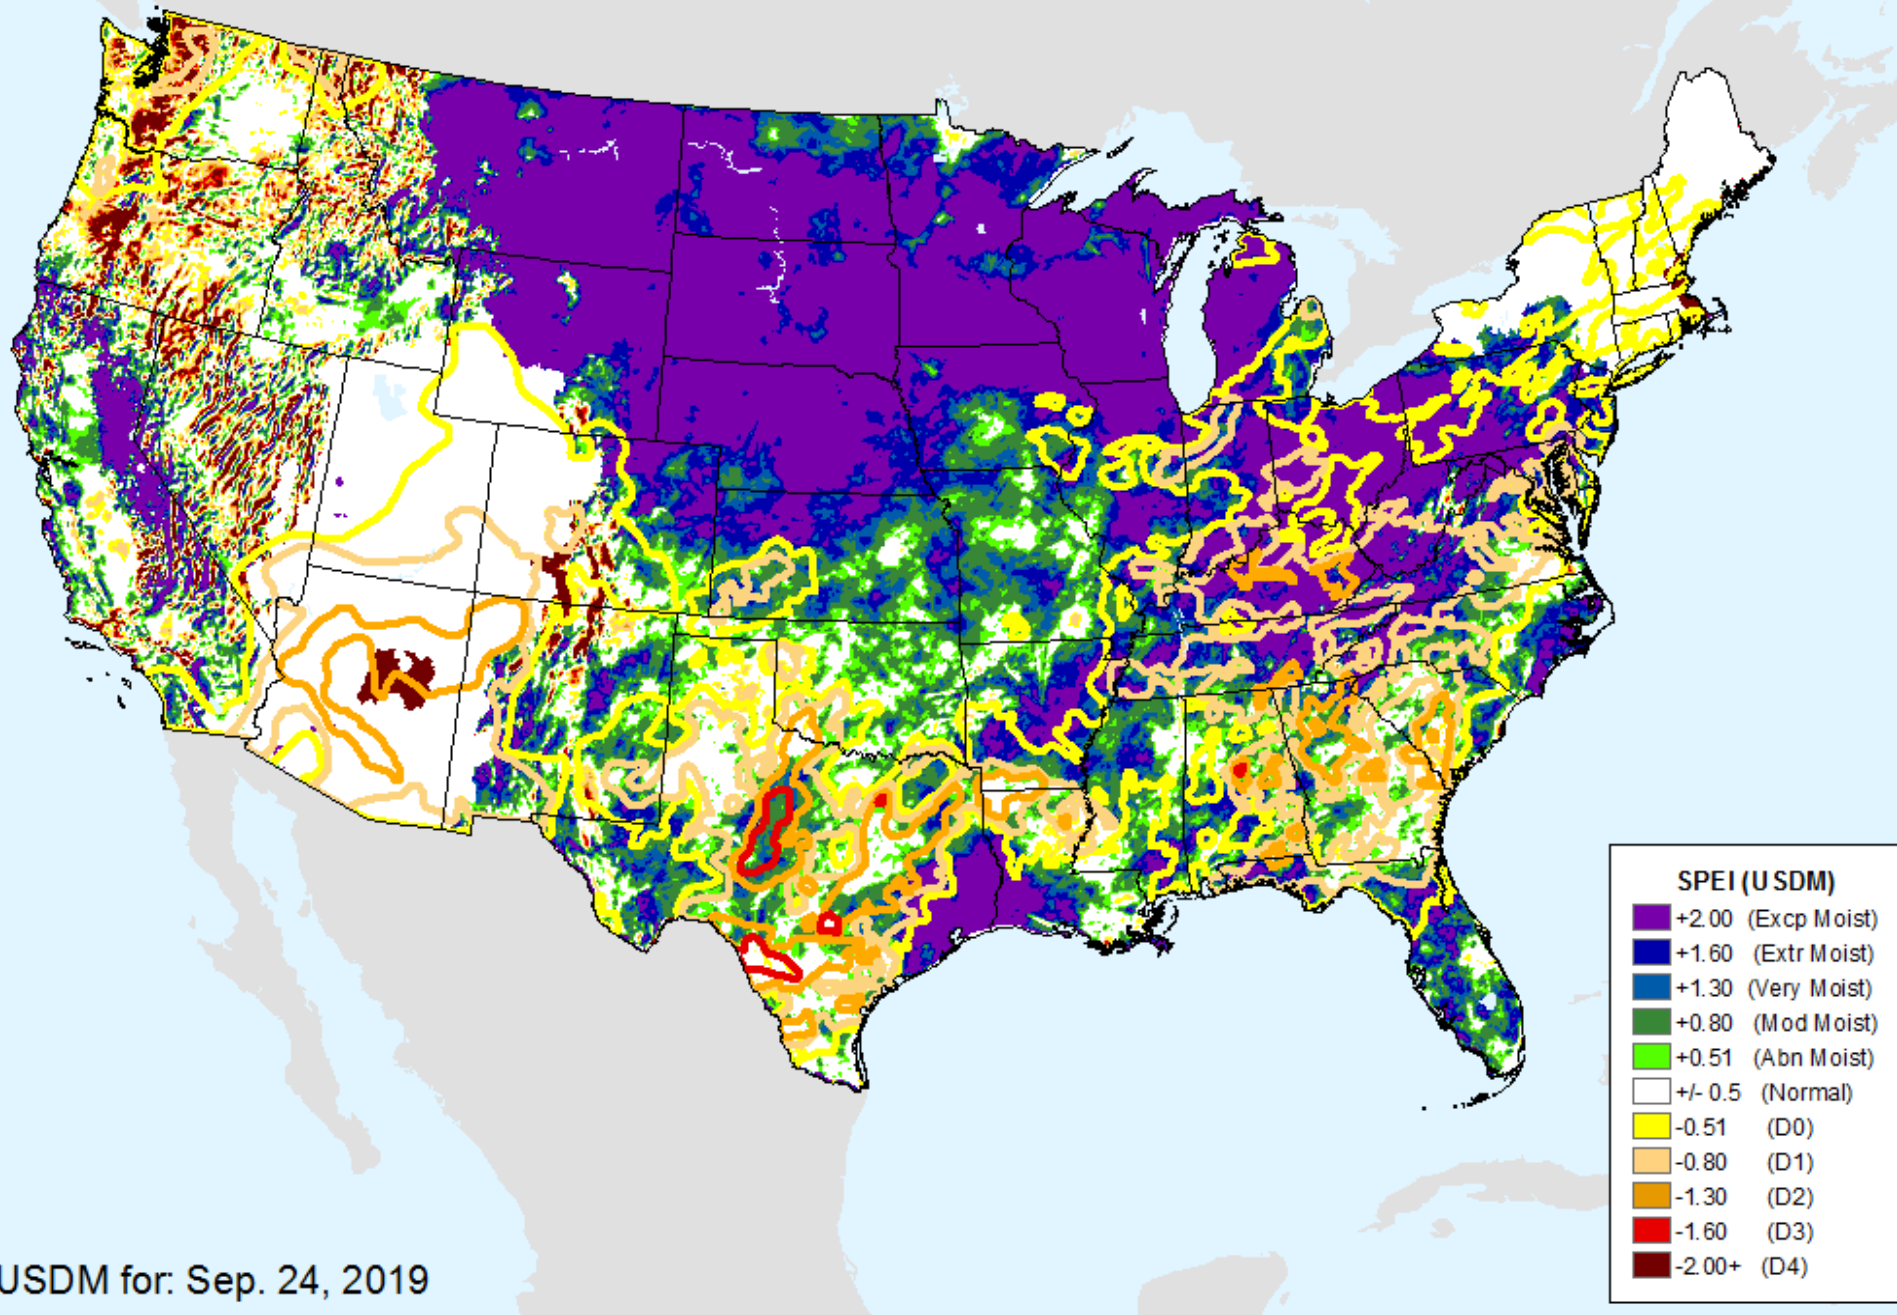 SPEI (USDM)
+2.00 (Excp Moist)
+1.60 (Extr Moist)
+1.30 (Very Moist)
+0.80 (Mod Moist)
+0.51 (Abn Moist)
+/- 0.5 (Normal)
-0.51 (D0)
-0.80 (D1)
-1.30 (D2)
-1.60 (D3)
-2.00+ (D4)
USDM for: Sep. 24, 2019